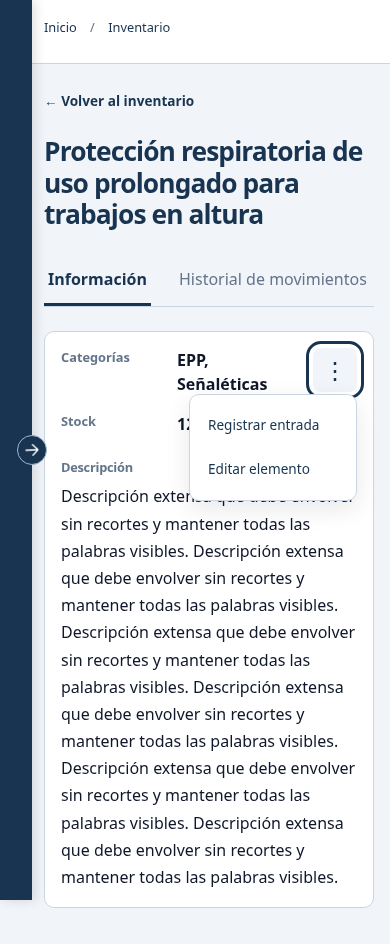 Inicio / Inventario
← Volver al inventario
Protección respiratoria de
uso prolongado para
trabajos en altura
Información Historial de movimientos
Categorías EPP,
Señaléticas
⋮
Stock
Registrar entrada
Editar elemento
Descripción
Descripción
sin recortes y mantener todas las
palabras visibles. Descripción extensa
que debe envolver sin recortes y
mantener todas las palabras visibles.
Descripción extensa que debe envolver
sin recortes y mantener todas las
palabras visibles. Descripción extensa
que debe envolver sin recortes y
mantener todas las palabras visibles.
Descripción extensa que debe envolver
sin recortes y mantener todas las
palabras visibles. Descripción extensa
que debe envolver sin recortes y
mantener todas las palabras visibles.